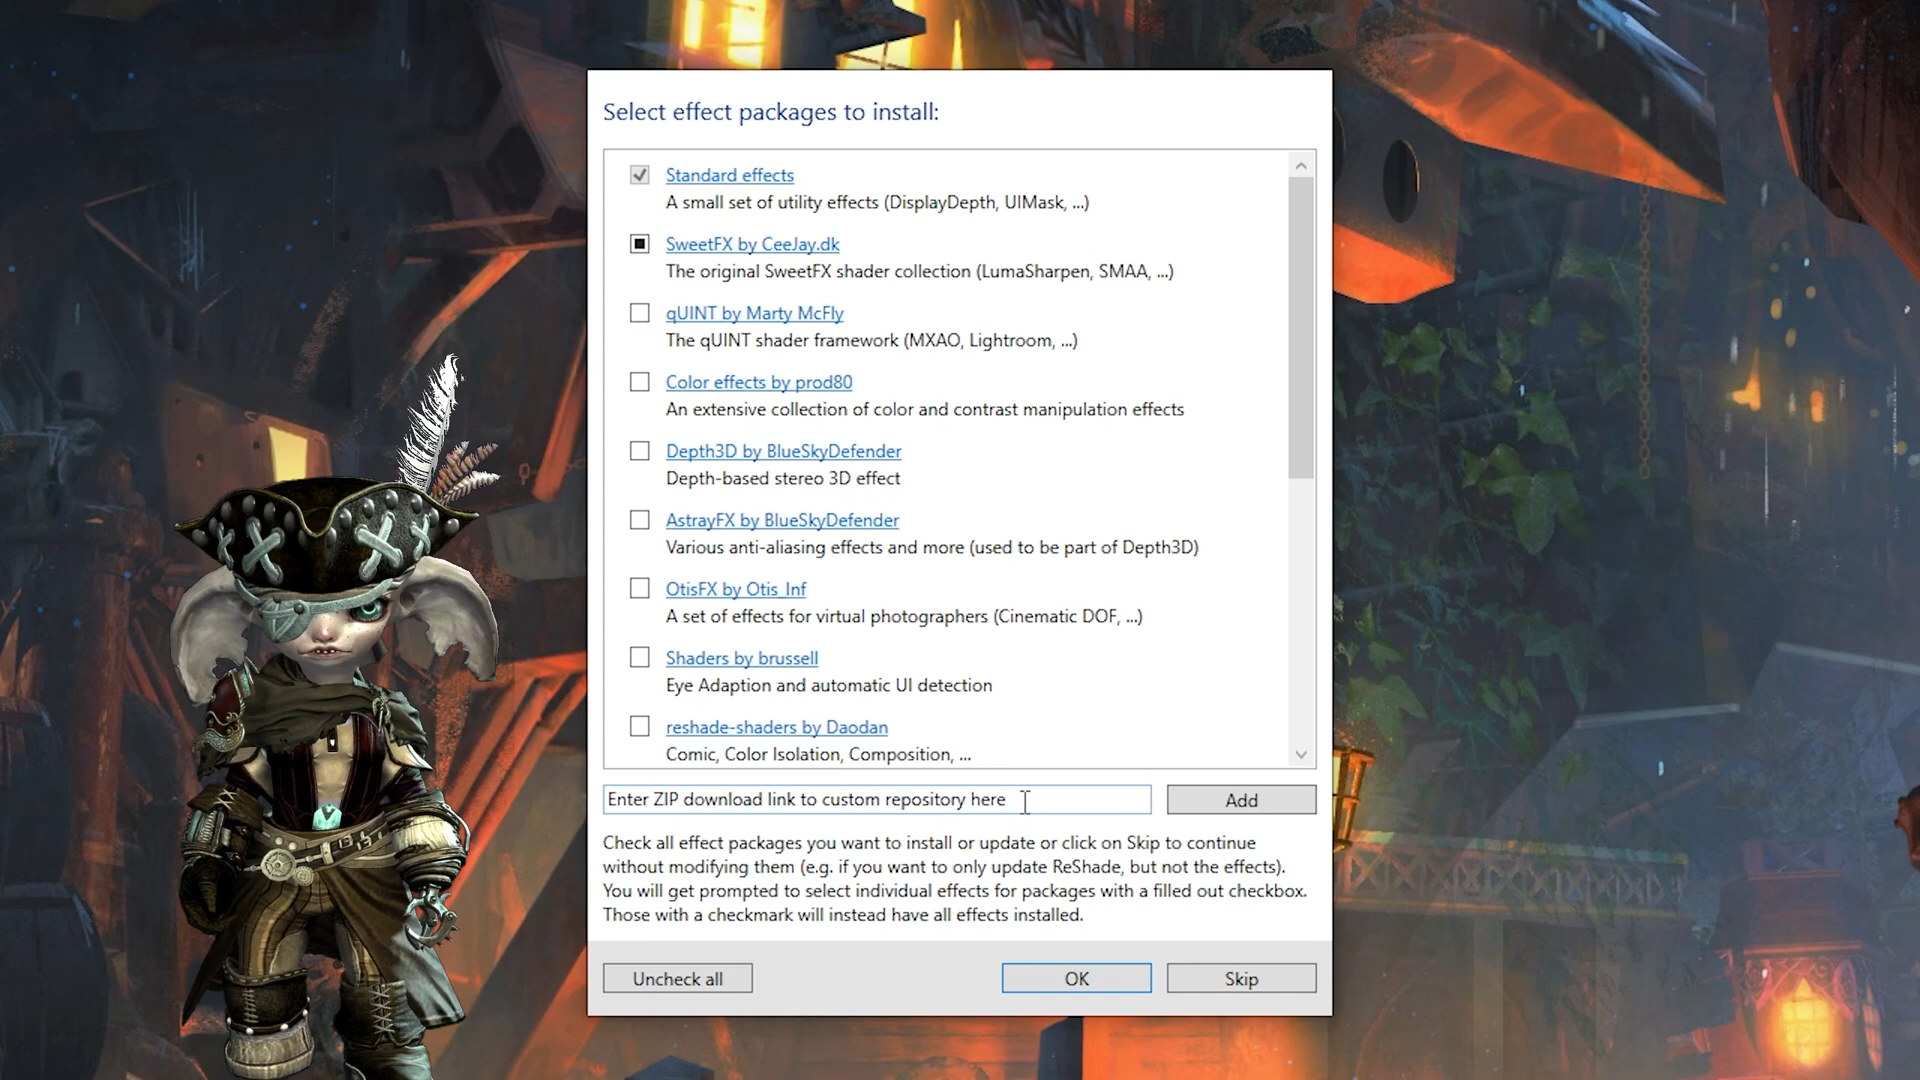 Select effect packages to install:
Standard effects
A small set of utility effects (DisplayDepth, UIMask, ...)
SweetFX by CeeJay.dk
The original SweetFX shader collection (LumaSharpen, SMAA, ...)
qUINT by Marty McFly
The qUINT shader framework (MXAO, Lightroom, ...)
Color effects by prod80
An extensive collection of color and contrast manipulation effects
Depth3D by BlueSkyDefender
Depth-based stereo 3D effect
AstrayFX by BlueSkyDefender
Various anti-aliasing effects and more (used to be part of Depth3D)
OtisFX by Otis_Inf
A set of effects for virtual photographers (Cinematic DOF, ...)
Shaders by brussell
Eye Adaption and automatic UI detection
reshade-shaders by Daodan
Comic, Color Isolation, Composition, ...
Enter ZIP download link to custom repository here
Add
Check all effect packages you want to install or update or click on Skip to continue
without modifying them (e.g. if you want to only update ReShade, but not the effects).
You will get prompted to select individual effects for packages with a filled out checkbox.
Those with a checkmark will instead have all effects installed.
Uncheck all
OK
Skip